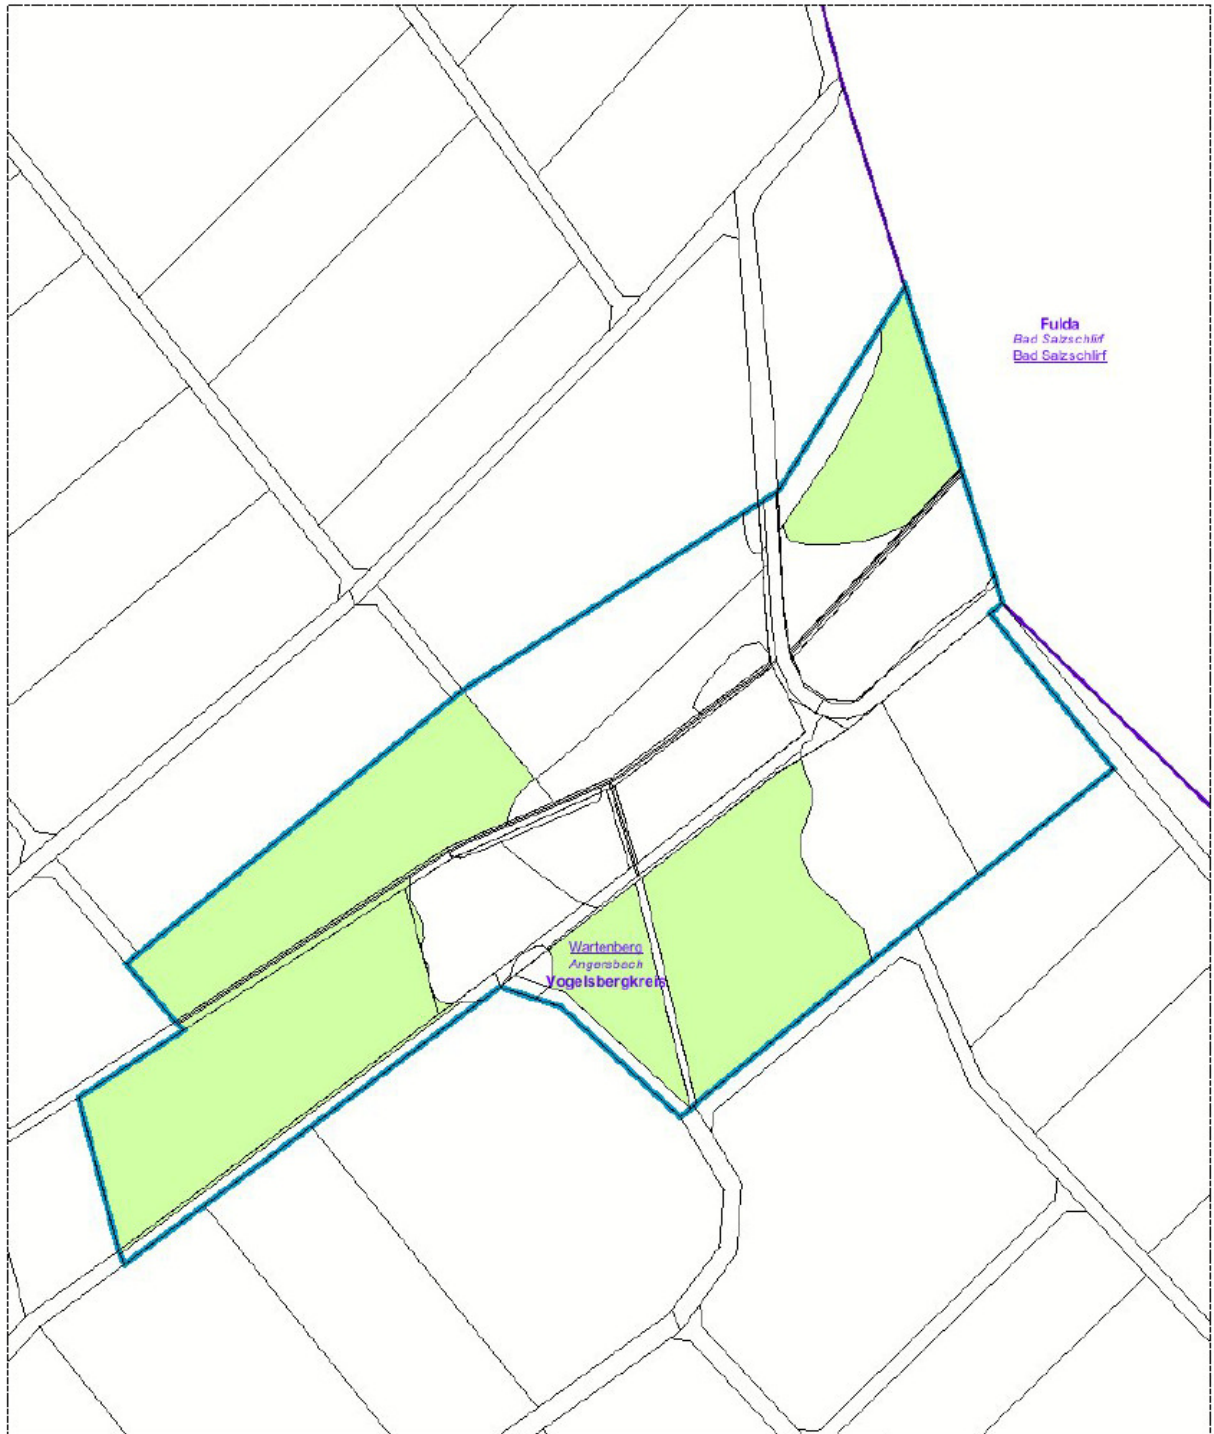 Fulda
Bad Salzschlirf
Bad Salzschlirf
Wartenberg
Angersbach
Vogelsbergkreis